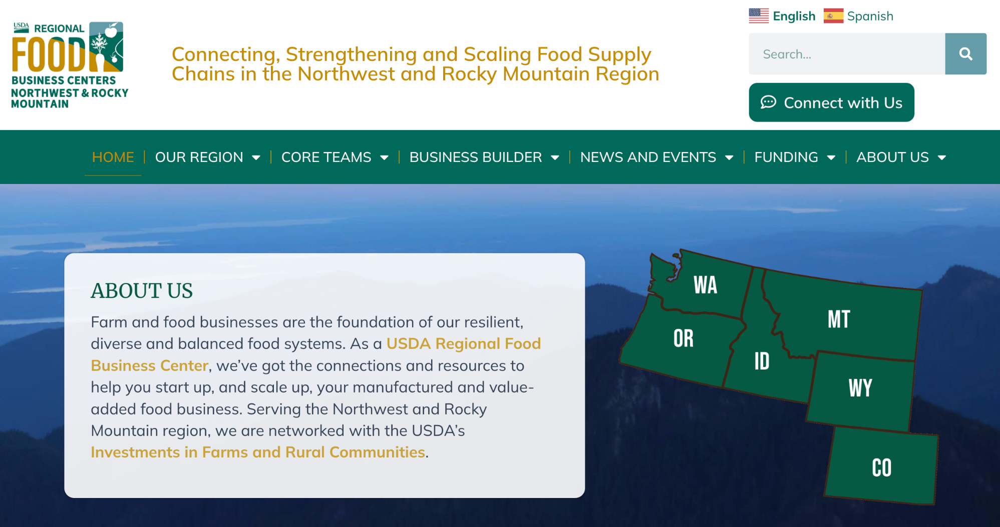 USDA REGIONAL
FOOD
BUSINESS CENTERS
NORTHWEST & ROCKY
MOUNTAIN
Connecting, Strengthening and Scaling Food Supply
Chains in the Northwest and Rocky Mountain Region
English Spanish
Search...
Connect with Us
HOME OUR REGION CORE TEAMS BUSINESS BUILDER NEWS AND EVENTS FUNDING ABOUT US
ABOUT US
Farm and food businesses are the foundation of our resilient,
diverse and balanced food systems. As a USDA Regional Food
Business Center, we’ve got the connections and resources to
help you start up, and scale up, your manufactured and value-
added food business. Serving the Northwest and Rocky
Mountain region, we are networked with the USDA’s
Investments in Farms and Rural Communities.
WA
MT
OR
ID
WY
CO